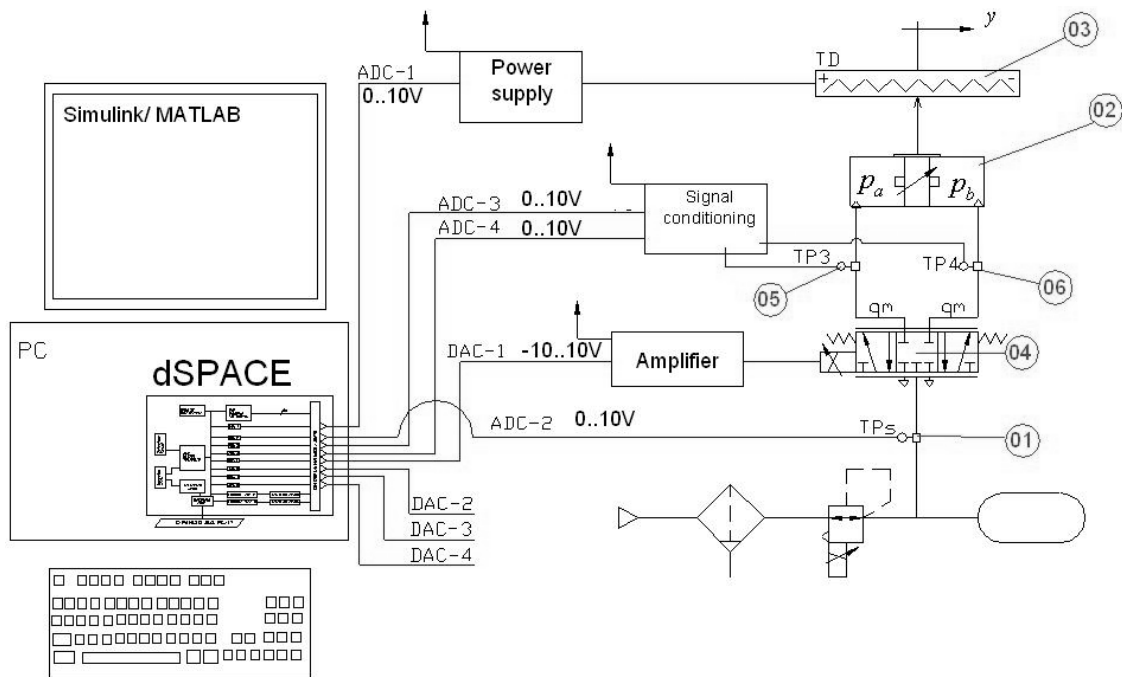 y
03
TD
+ -
ADC-1
0..10V
Power
supply
Simulink/ MATLAB
02
pa
pb
Signal
conditioning
ADC-3 0..10V
ADC-4 0..10V
TP3
TP4
05
06
qm qm
PC
dSPACE
DAC-1 -10..10V
Amplifier
04
ADC-2 0..10V
TPs
01
DAC-2
DAC-3
DAC-4